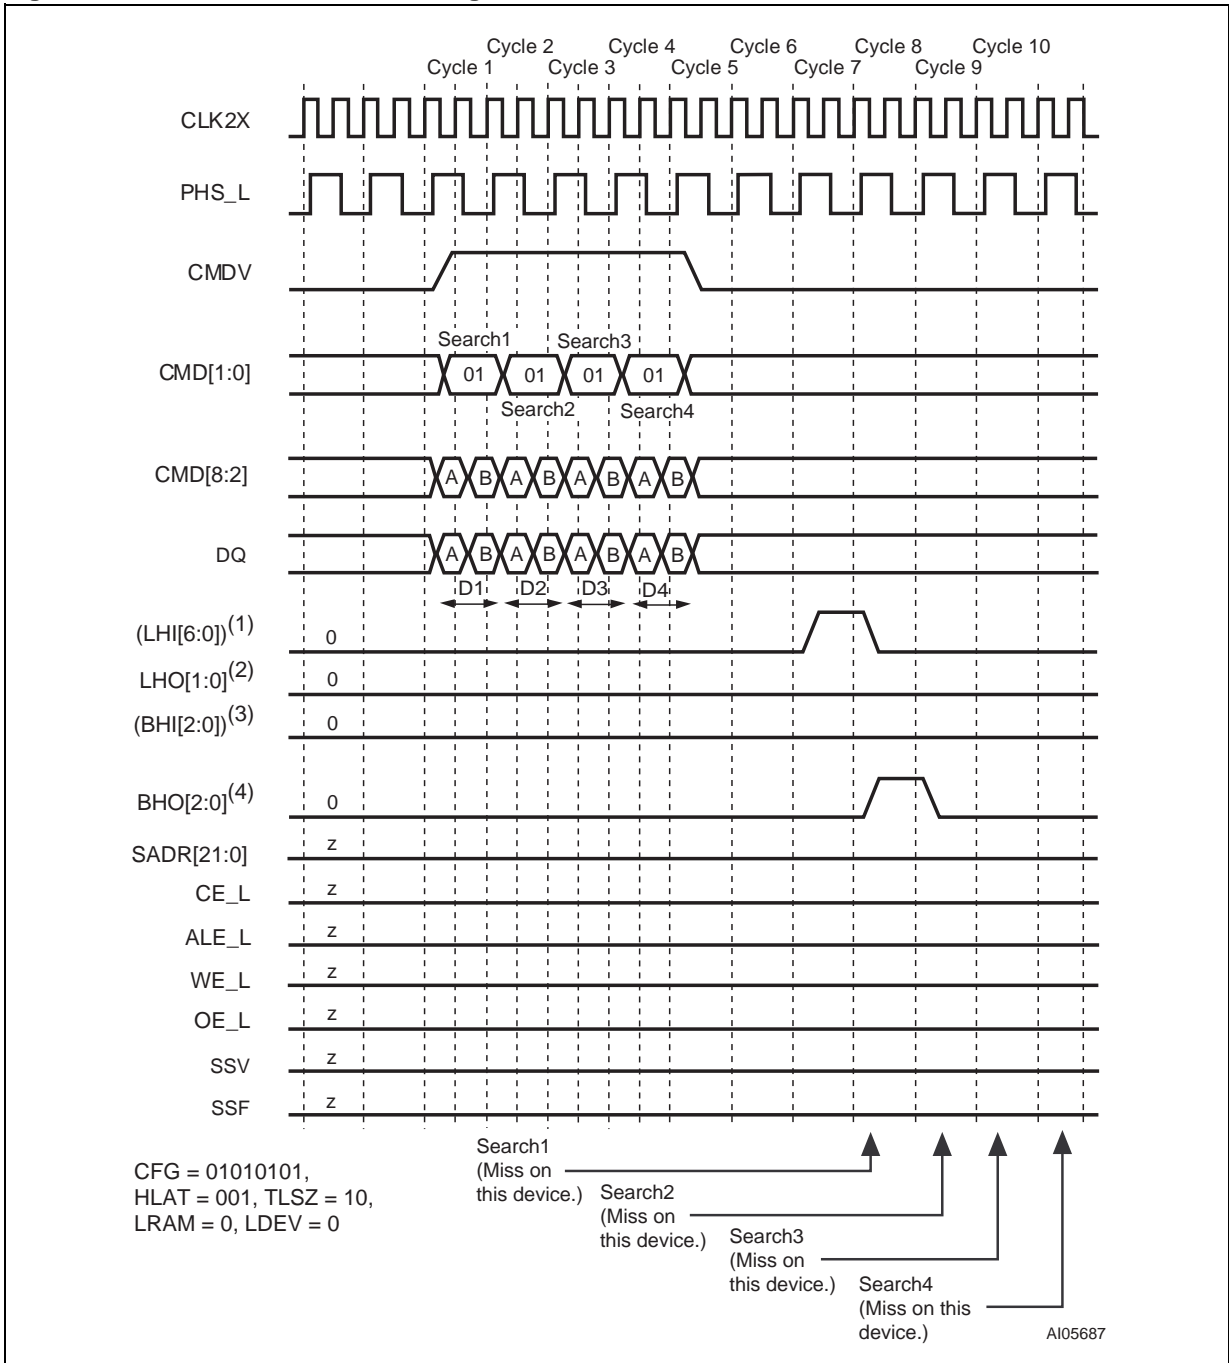 Cycle 2 Cycle 4 Cycle 6 Cycle 8 Cycle 10
Cycle 1 Cycle 3 Cycle 5 Cycle 7 Cycle 9
CLK2X
PHS_L
CMDV
Search1 Search3
CMD[1:0] 01 01 01 01
Search2 Search4
CMD[8:2] A B A B A B A B
DQ A B A B A B A B
D1 D2 D3 D4
(LHI[6:0])(1) 0
LHO[1:0](2) 0
(BHI[2:0])(3) 0
BHO[2:0](4) 0
SADR[21:0] z
CE_L z
ALE_L z
WE_L z
OE_L z
SSV z
SSF z
CFG = 01010101,
HLAT = 001, TLSZ = 10,
LRAM = 0, LDEV = 0
Search1
(Miss on
this device.)
Search2
(Miss on
this device.)
Search3
(Miss on
this device.)
Search4
(Miss on this
device.)
AI05687